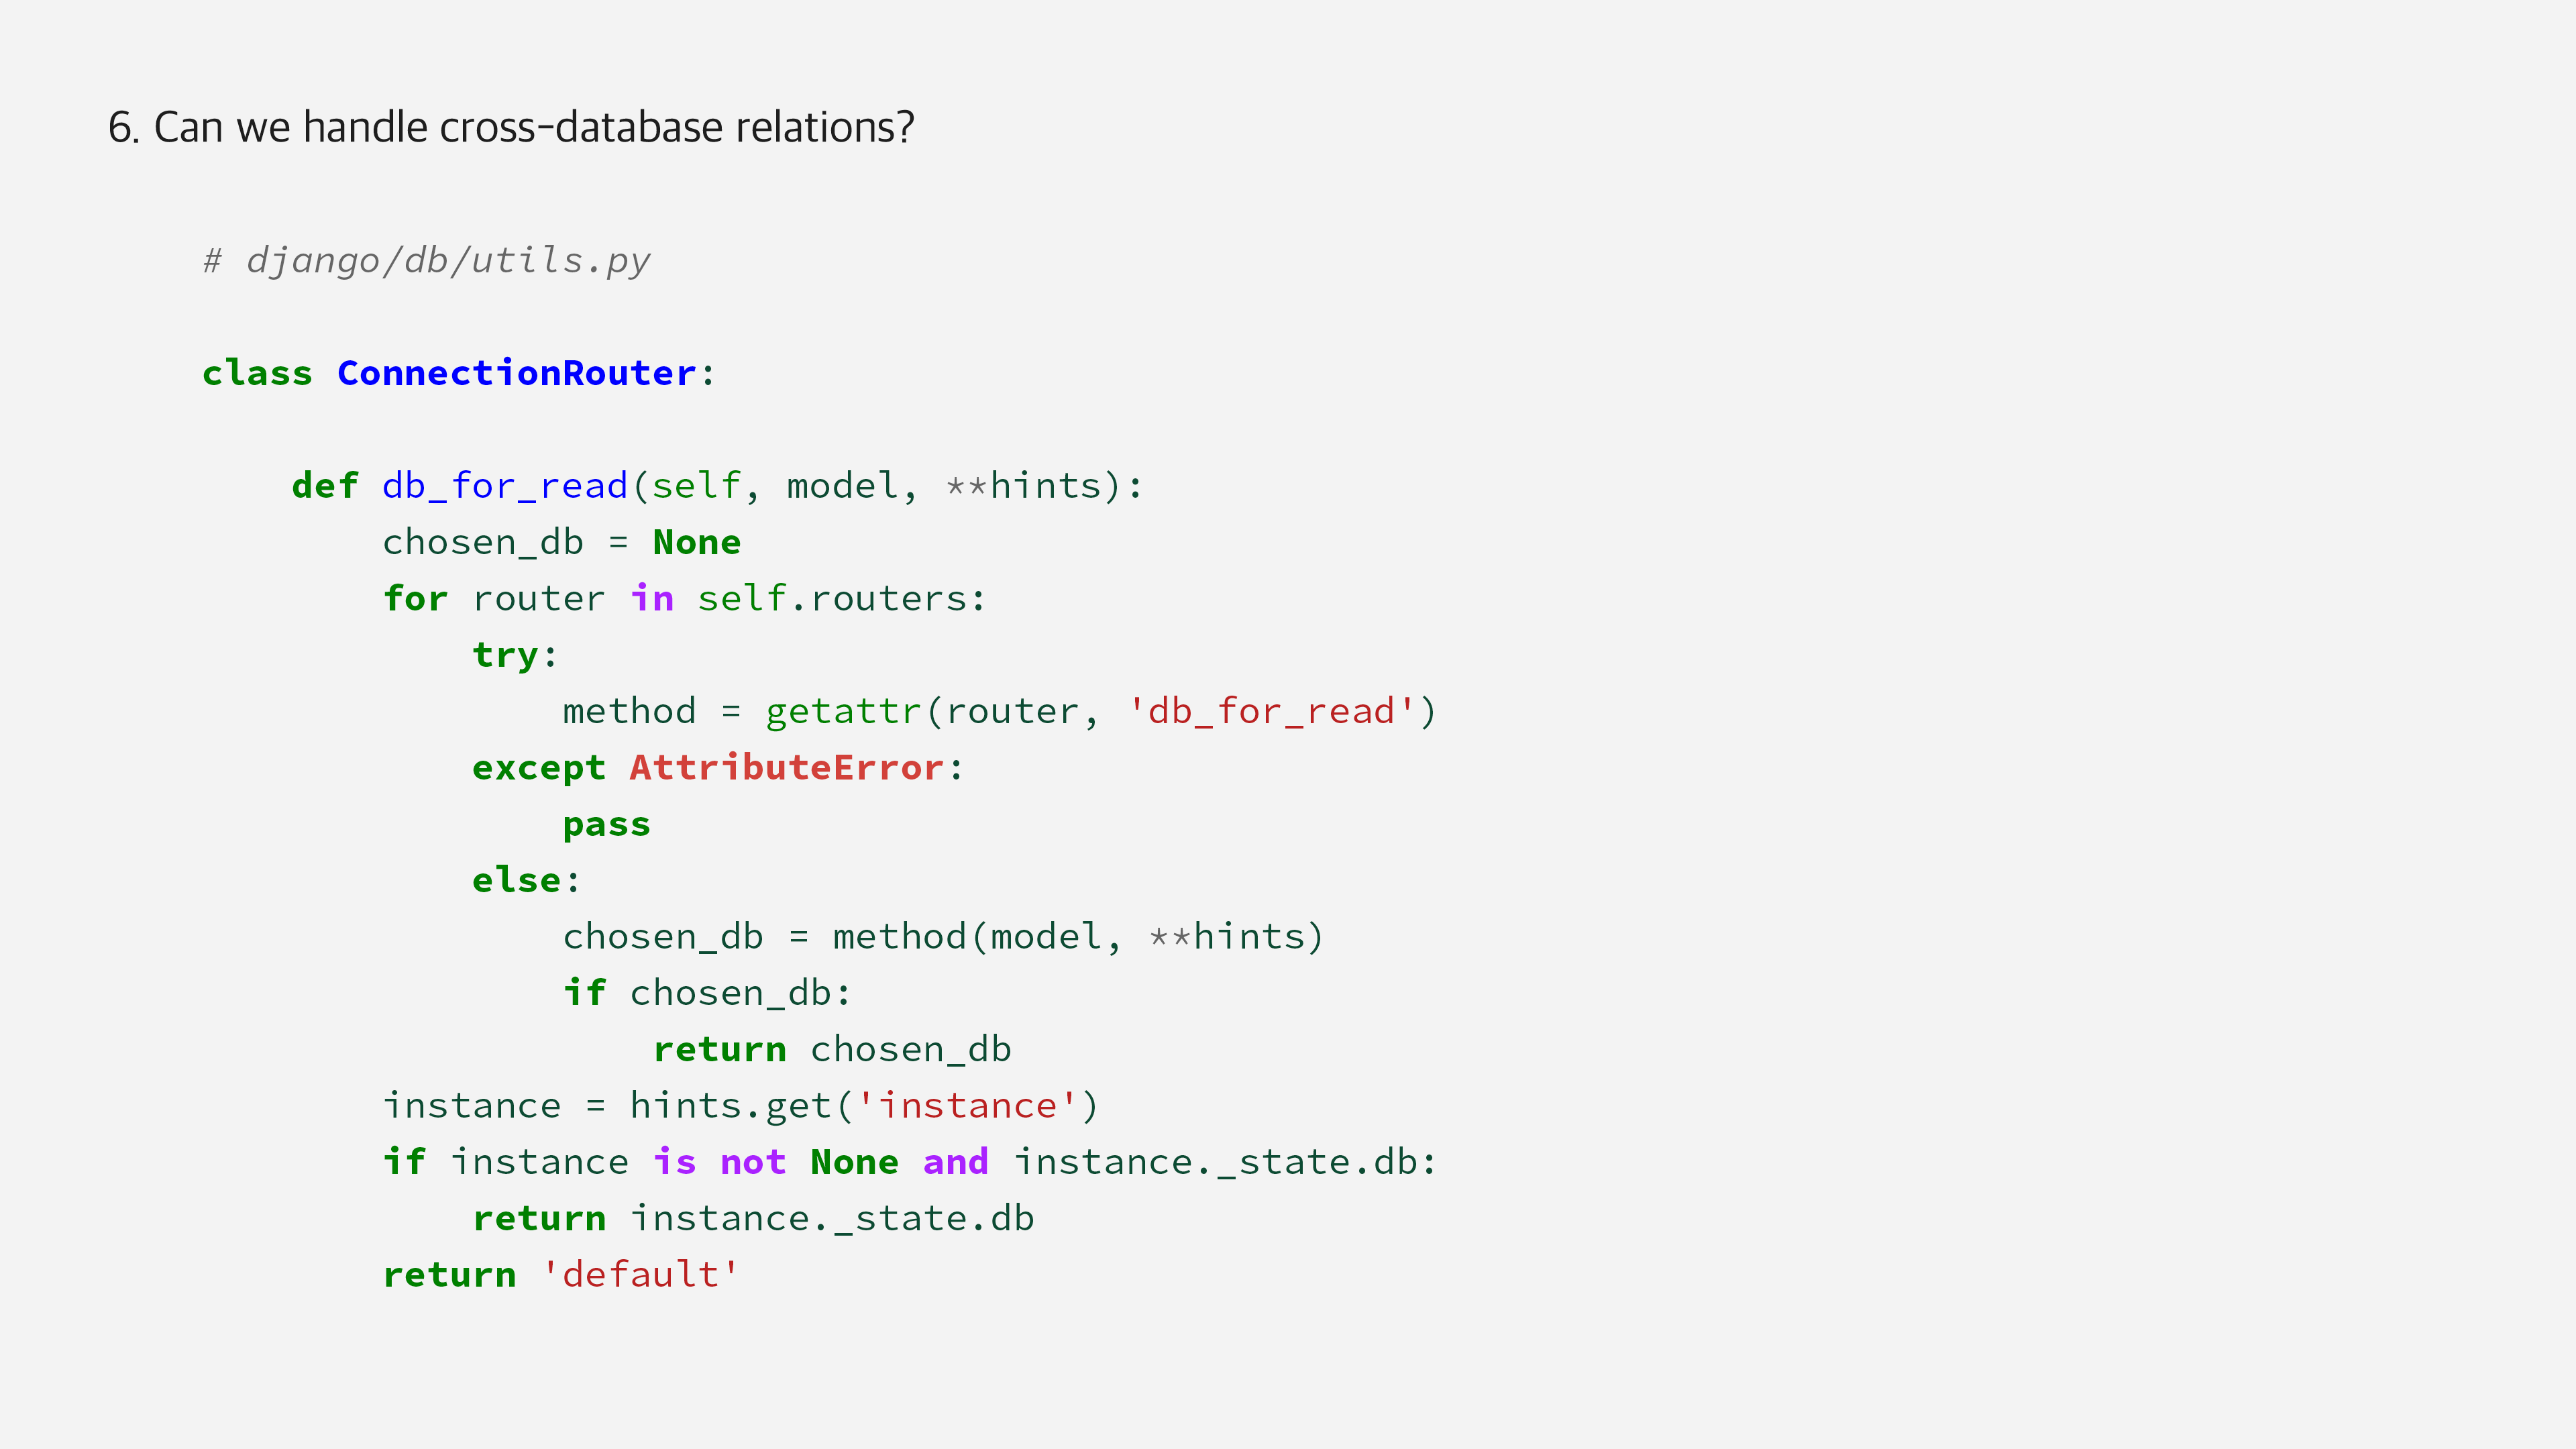 6. Can we handle cross-database relations?
# django/db/utils.py
class ConnectionRouter:
    def db_for_read(self, model, **hints):
        chosen_db = None
        for router in self.routers:
            try:
                method = getattr(router, 'db_for_read')
            except AttributeError:
                pass
            else:
                chosen_db = method(model, **hints)
                if chosen_db:
                    return chosen_db
        instance = hints.get('instance')
        if instance is not None and instance._state.db:
            return instance._state.db
        return 'default'